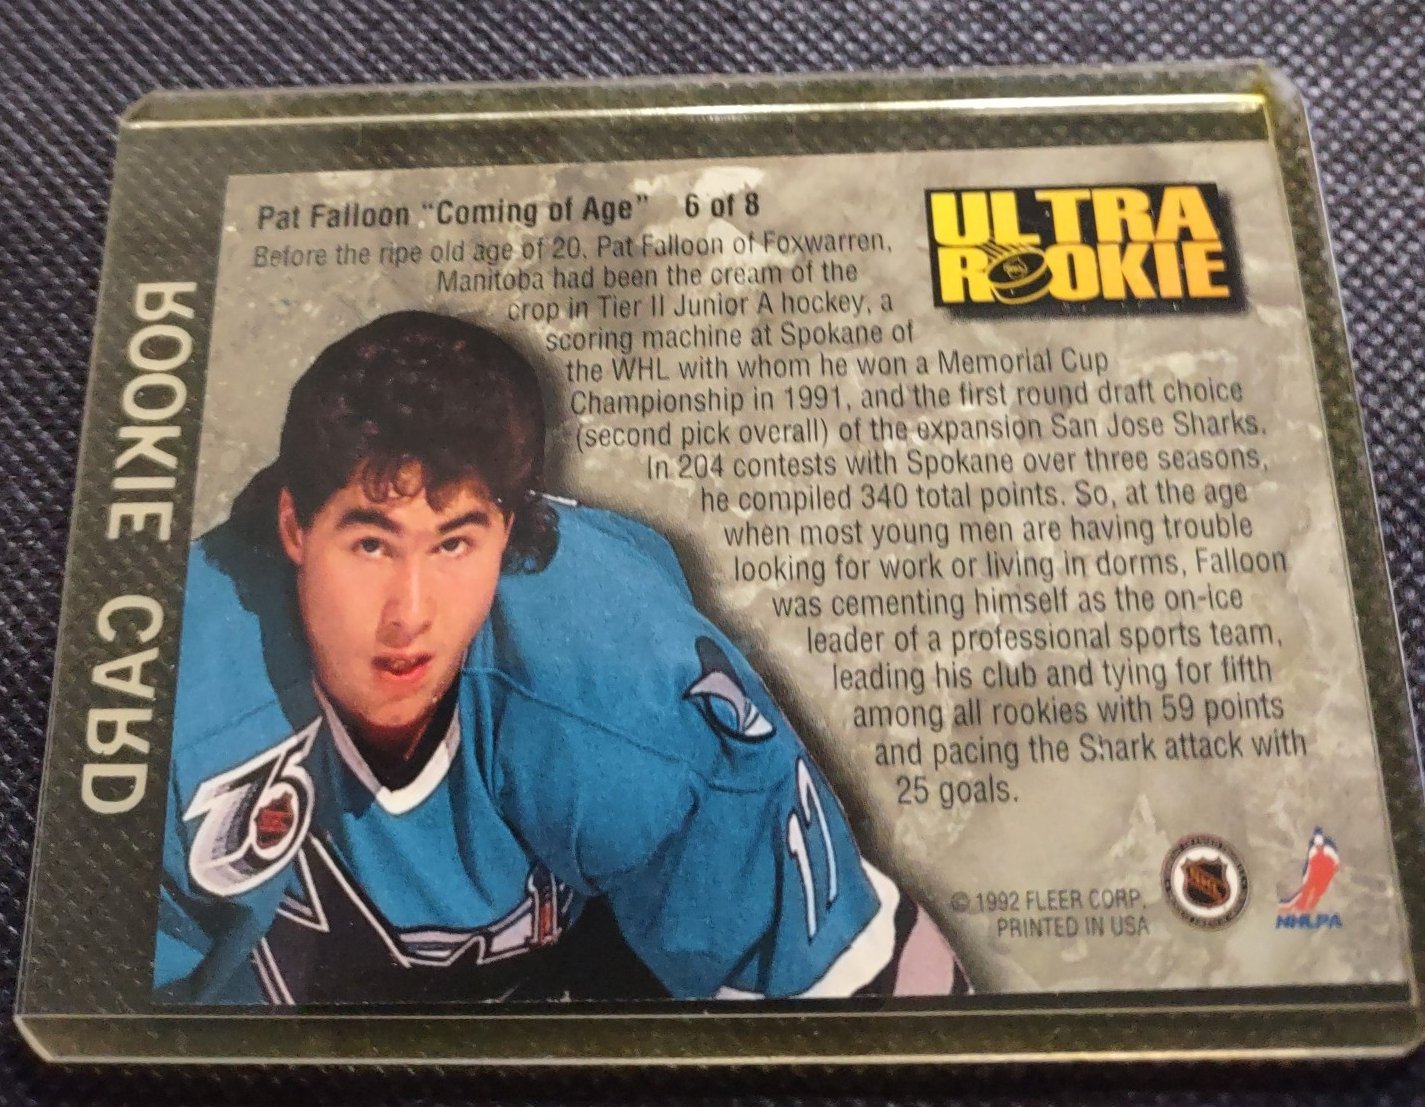 Pat Falloon "Coming of Age" 6 of 8
ULTRA
ROOKIE
Before the ripe old age of 20, Pat Falloon of Foxwarren,
Manitoba had been the cream of the
crop in Tier II Junior A hockey, a
scoring machine at Spokane of
the WHL with whom he won a Memorial Cup
Championship in 1991, and the first round draft choice
(second pick overall) of the expansion San Jose Sharks.
In 204 contests with Spokane over three seasons,
he compiled 340 total points. So, at the age
when most young men are having trouble
looking for work or living in dorms, Falloon
was cementing himself as the on-ice
leader of a professional sports team,
leading his club and tying for fifth
among all rookies with 59 points
and pacing the Shark attack with
25 goals.
© 1992 FLEER CORP.
PRINTED IN USA
NHL
NHLPA
ROOKIE CARD
75
17